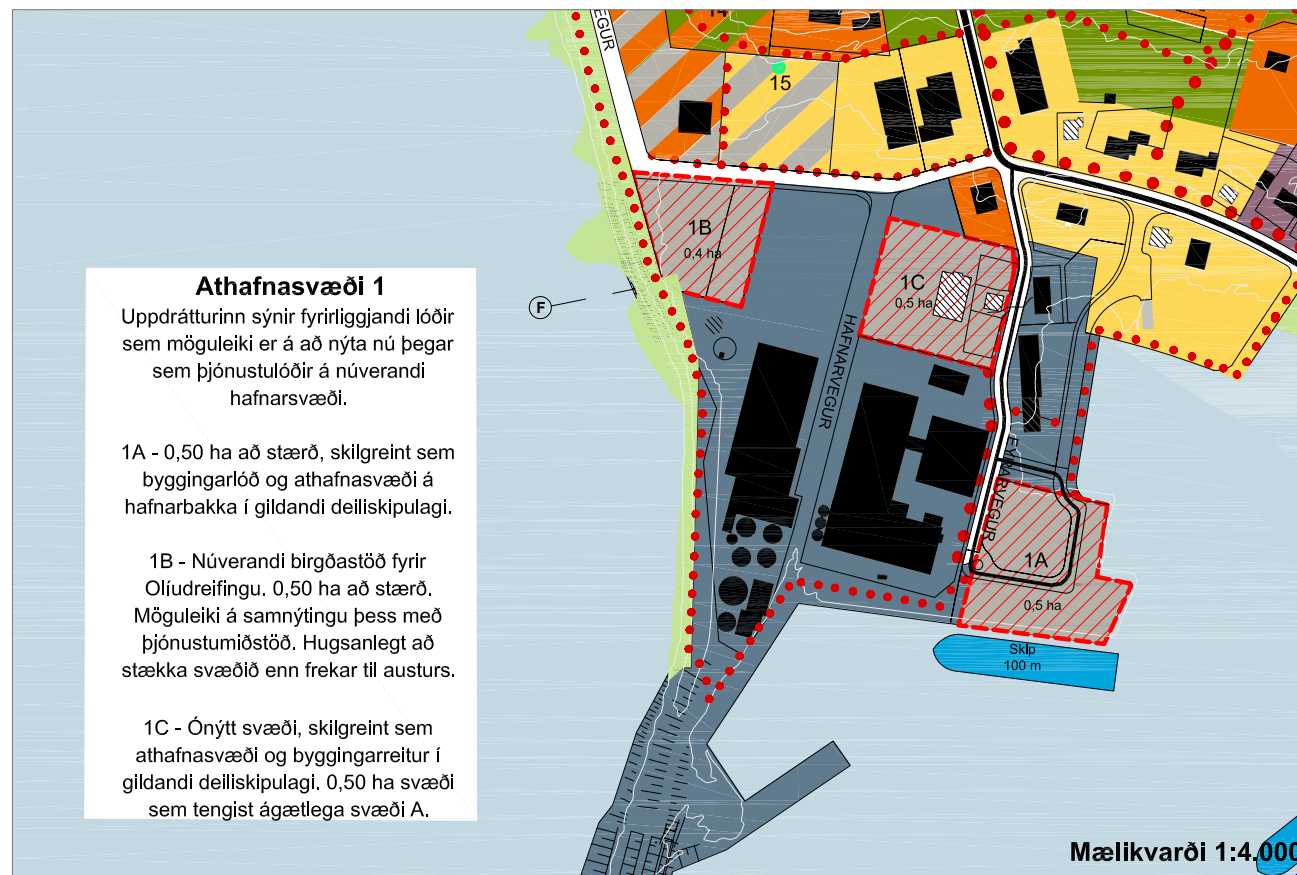 EGUR
14
15
1B
0,4 ha
1C
0,5 ha
F
HAFNARVEGUR
EYRARVEGUR
1A
0,5 ha
Skip
100 m
Athafnasvæði 1
Uppdrátturinn sýnir fyrirliggjandi lóðir
sem möguleiki er á að nýta nú þegar
sem þjónustulóðir á núverandi
hafnarsvæði.
1A - 0,50 ha að stærð, skilgreint sem
byggingarlóð og athafnasvæði á
hafnarbakka í gildandi deiliskipulagi.
1B - Núverandi birgðastöð fyrir
Olíudreifingu. 0,50 ha að stærð.
Möguleiki á samnýtingu þess með
þjónustumiðstöð. Hugsanlegt að
stækka svæðið enn frekar til austurs.
1C - Ónýtt svæði, skilgreint sem
athafnasvæði og byggingarreitur í
gildandi deiliskipulagi. 0,50 ha svæði
sem tengist ágætlega svæði A.
Mælikvarði 1:4.000